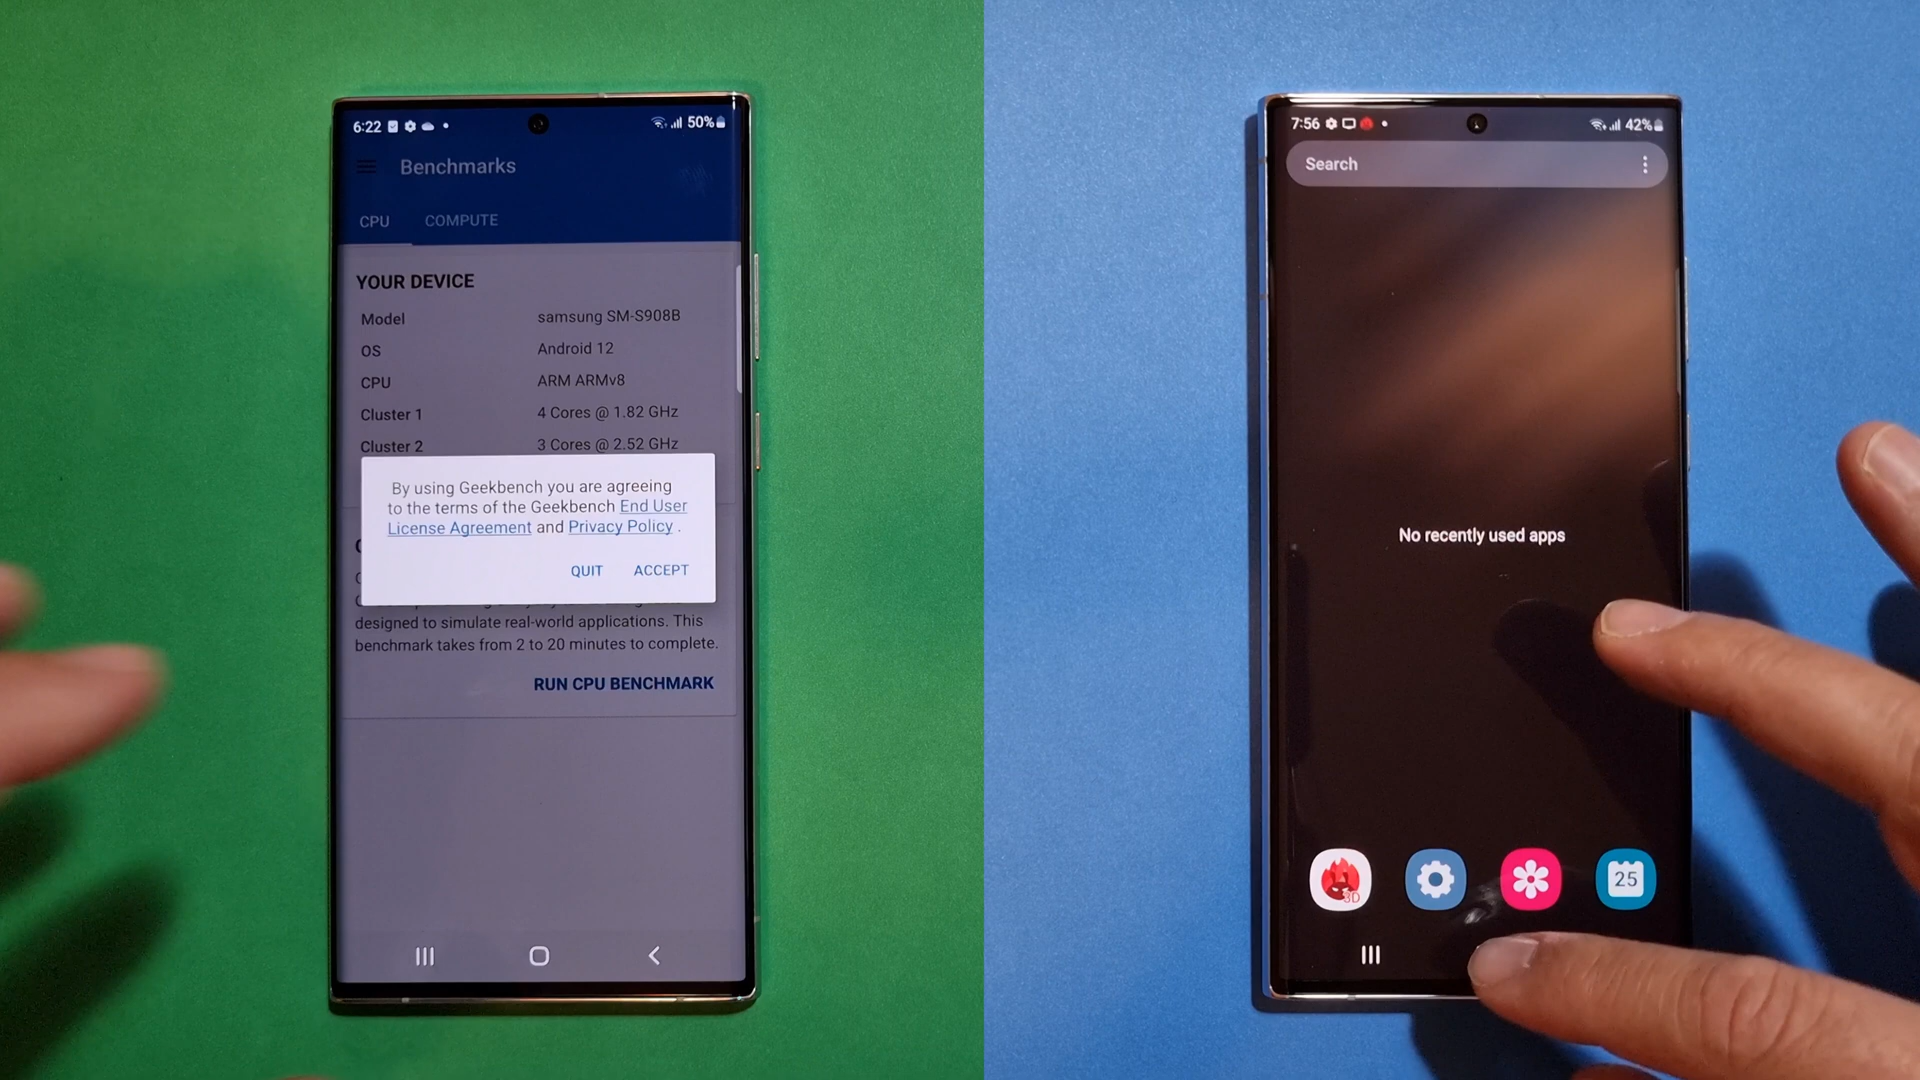 6:22
50%
Benchmarks
CPU
COMPUTE
YOUR DEVICE
Model
samsung SM-S908B
OS
Android 12
CPU
ARM ARMv8
Cluster 1
4 Cores @ 1.82 GHz
Cluster 2
3 Cores @ 2.52 GHz
By using Geekbench you are agreeing
to the terms of the Geekbench End User
License Agreement and Privacy Policy .
QUIT
ACCEPT
designed to simulate real-world applications. This
benchmark takes from 2 to 20 minutes to complete.
RUN CPU BENCHMARK
7:56
42%
Search
No recently used apps
3D
25